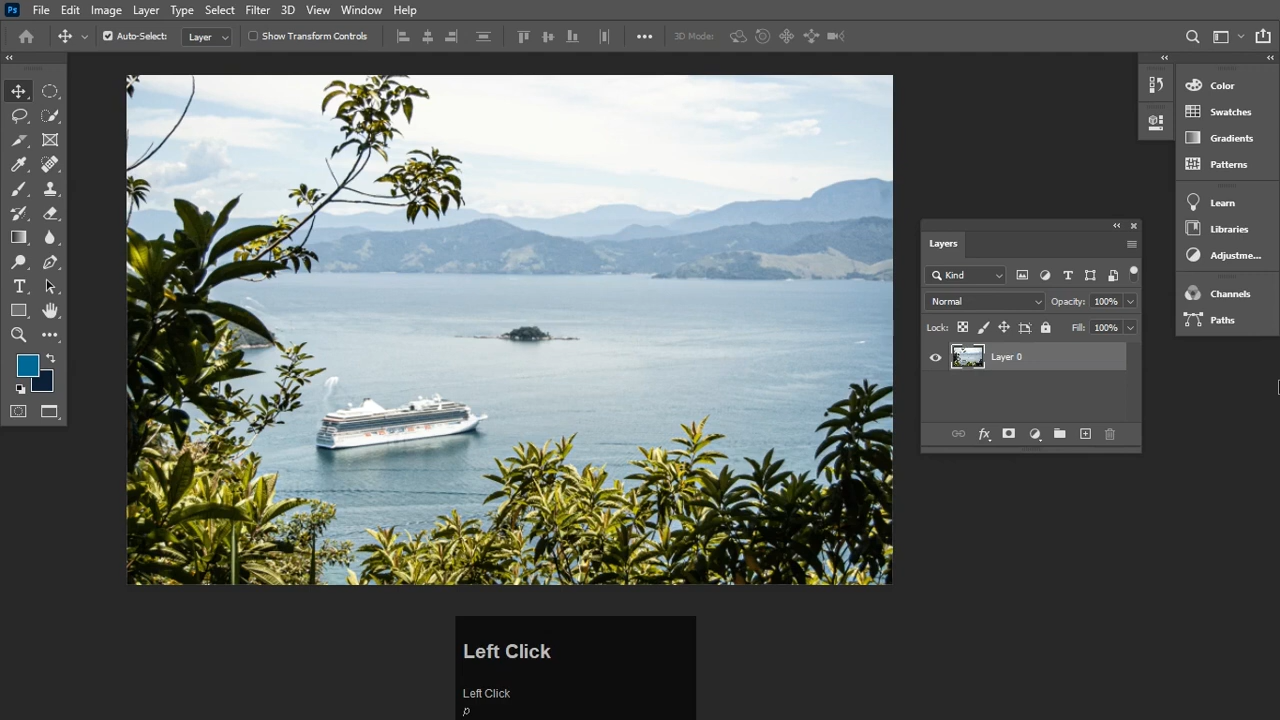 Ps File Edit Image Layer Type Select Filter 3D View Window Help
Auto-Select: Layer Show Transform Controls 3D Mode:
Color
Swatches
Gradients
Patterns
Learn
Libraries
Adjustme...
Channels
Paths
Layers
Kind
Normal Opacity: 100%
Lock: Fill: 100%
Layer 0
fx
Left Click
Left Click
p